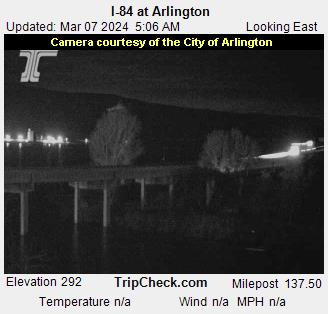 I-84 at Arlington
Updated: Mar 07 2024 5:06 AM Looking East
Camera courtesy of the City of Arlington
Elevation 292 TripCheck.com Milepost 137.50
Temperature n/a Wind n/a MPH n/a